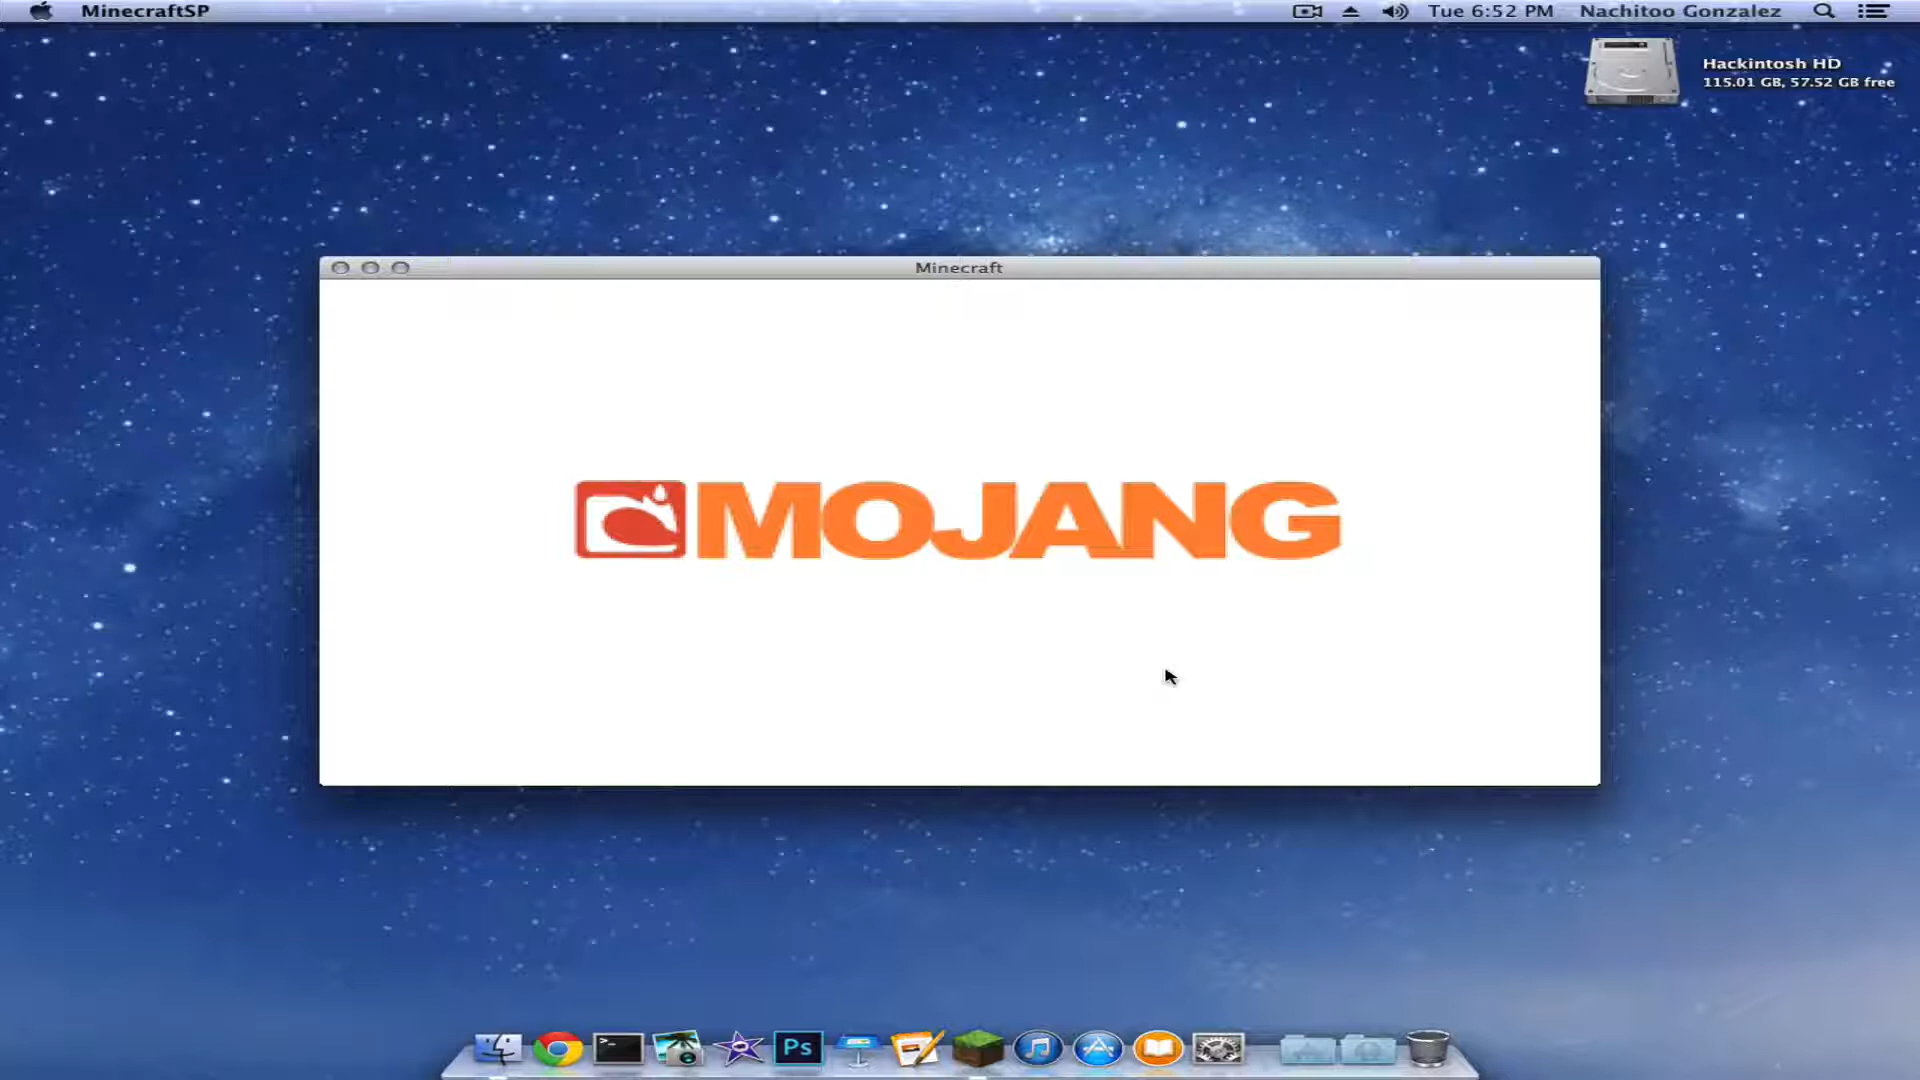 MinecraftSP
Tue 6:52 PM
Nachitoo Gonzalez
Hackintosh HD
115.01 GB, 57.52 GB free
Minecraft
MOJANG
>_
Ps